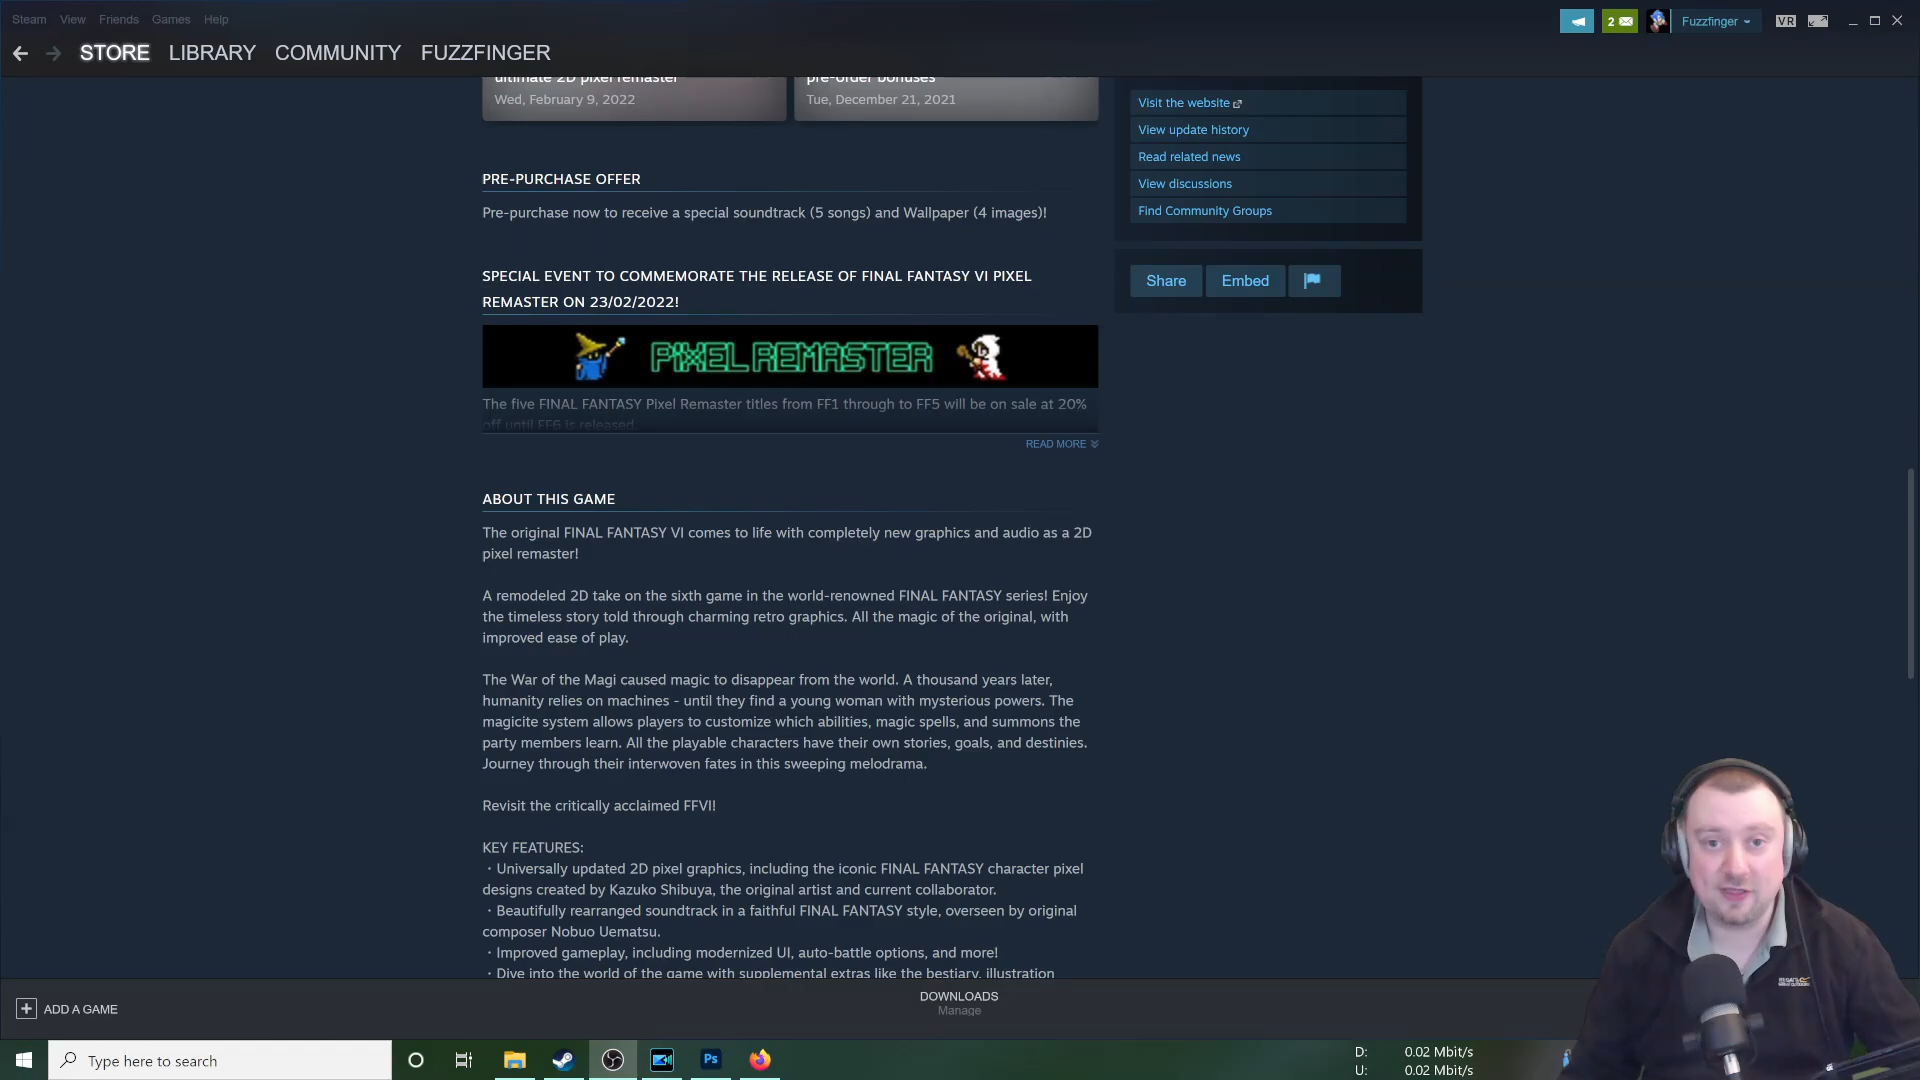 Steam View Friends Games Help
2
Fuzzfinger
VR
STORE LIBRARY COMMUNITY FUZZFINGER
ultimate 2D pixel remaster
Wed, February 9, 2022
pre-order bonuses
Tue, December 21, 2021
Visit the website
View update history
Read related news
View discussions
Find Community Groups
Share Embed
PRE-PURCHASE OFFER
Pre-purchase now to receive a special soundtrack (5 songs) and Wallpaper (4 images)!
SPECIAL EVENT TO COMMEMORATE THE RELEASE OF FINAL FANTASY VI PIXEL
REMASTER ON 23/02/2022!
PIXEL REMASTER
The five FINAL FANTASY Pixel Remaster titles from FF1 through to FF5 will be on sale at 20%
off until FF6 is released.
READ MORE
ABOUT THIS GAME
The original FINAL FANTASY VI comes to life with completely new graphics and audio as a 2D
pixel remaster!
A remodeled 2D take on the sixth game in the world-renowned FINAL FANTASY series! Enjoy
the timeless story told through charming retro graphics. All the magic of the original, with
improved ease of play.
The War of the Magi caused magic to disappear from the world. A thousand years later,
humanity relies on machines - until they find a young woman with mysterious powers. The
magicite system allows players to customize which abilities, magic spells, and summons the
party members learn. All the playable characters have their own stories, goals, and destinies.
Journey through their interwoven fates in this sweeping melodrama.
Revisit the critically acclaimed FFVI!
KEY FEATURES:
・Universally updated 2D pixel graphics, including the iconic FINAL FANTASY character pixel
designs created by Kazuko Shibuya, the original artist and current collaborator.
・Beautifully rearranged soundtrack in a faithful FINAL FANTASY style, overseen by original
composer Nobuo Uematsu.
・Improved gameplay, including modernized UI, auto-battle options, and more!
・Dive into the world of the game with supplemental extras like the bestiary, illustration
ADD A GAME
DOWNLOADS
Manage
Type here to search
Ps
D: 0.02 Mbit/s
U: 0.02 Mbit/s